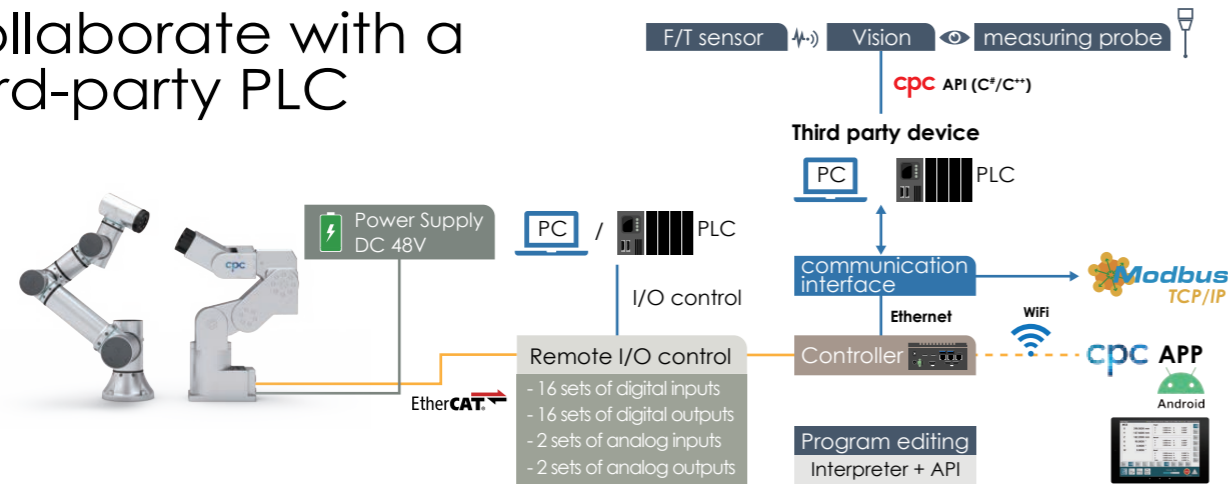 ollaborate with a
rd-party PLC
F/T sensor
Vision
measuring probe
cpc API (C#/C++)
Third party device
PC
PLC
Power Supply
DC 48V
PC / PLC
cpc
I/O control
communication
interface
Modbus
TCP/IP
Ethernet
WiFi
Remote I/O control
Controller
cpc APP
Android
EtherCAT.
- 16 sets of digital inputs
- 16 sets of digital outputs
- 2 sets of analog inputs
- 2 sets of analog outputs
Program editing
Interpreter + API